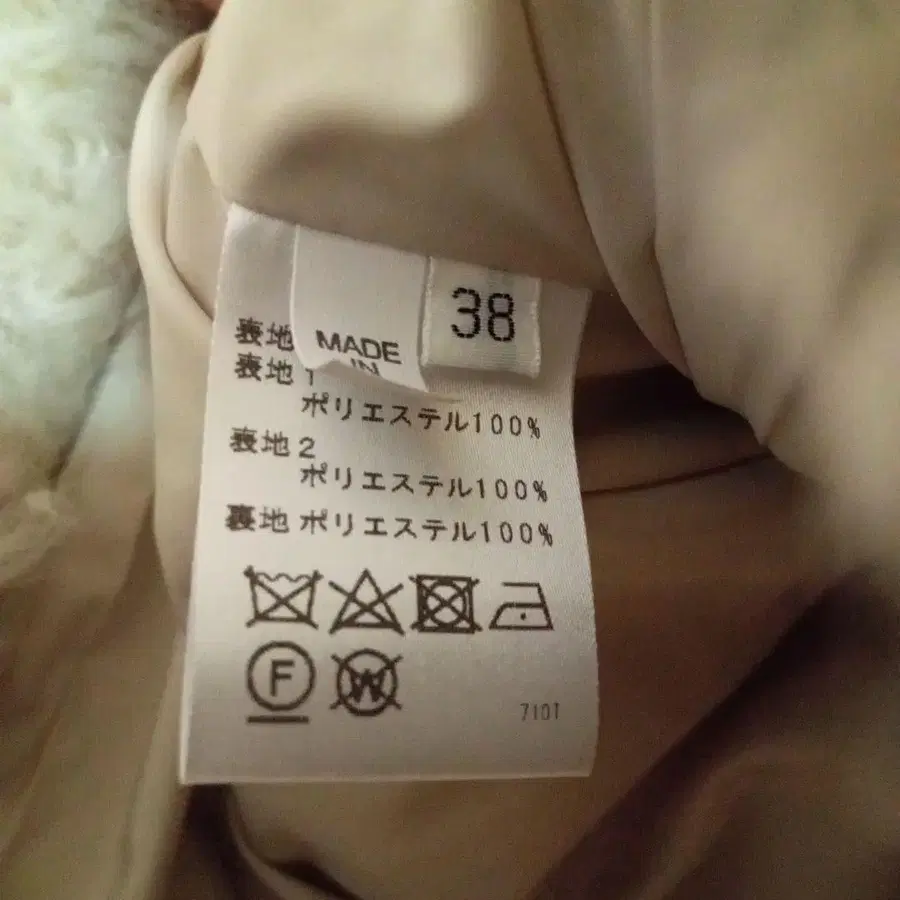 38
MADE
IN
表地
表地 1
ポリエステル100%
表地 2
ポリエステル100%
裏地 ポリエステル100%
F
W
7101